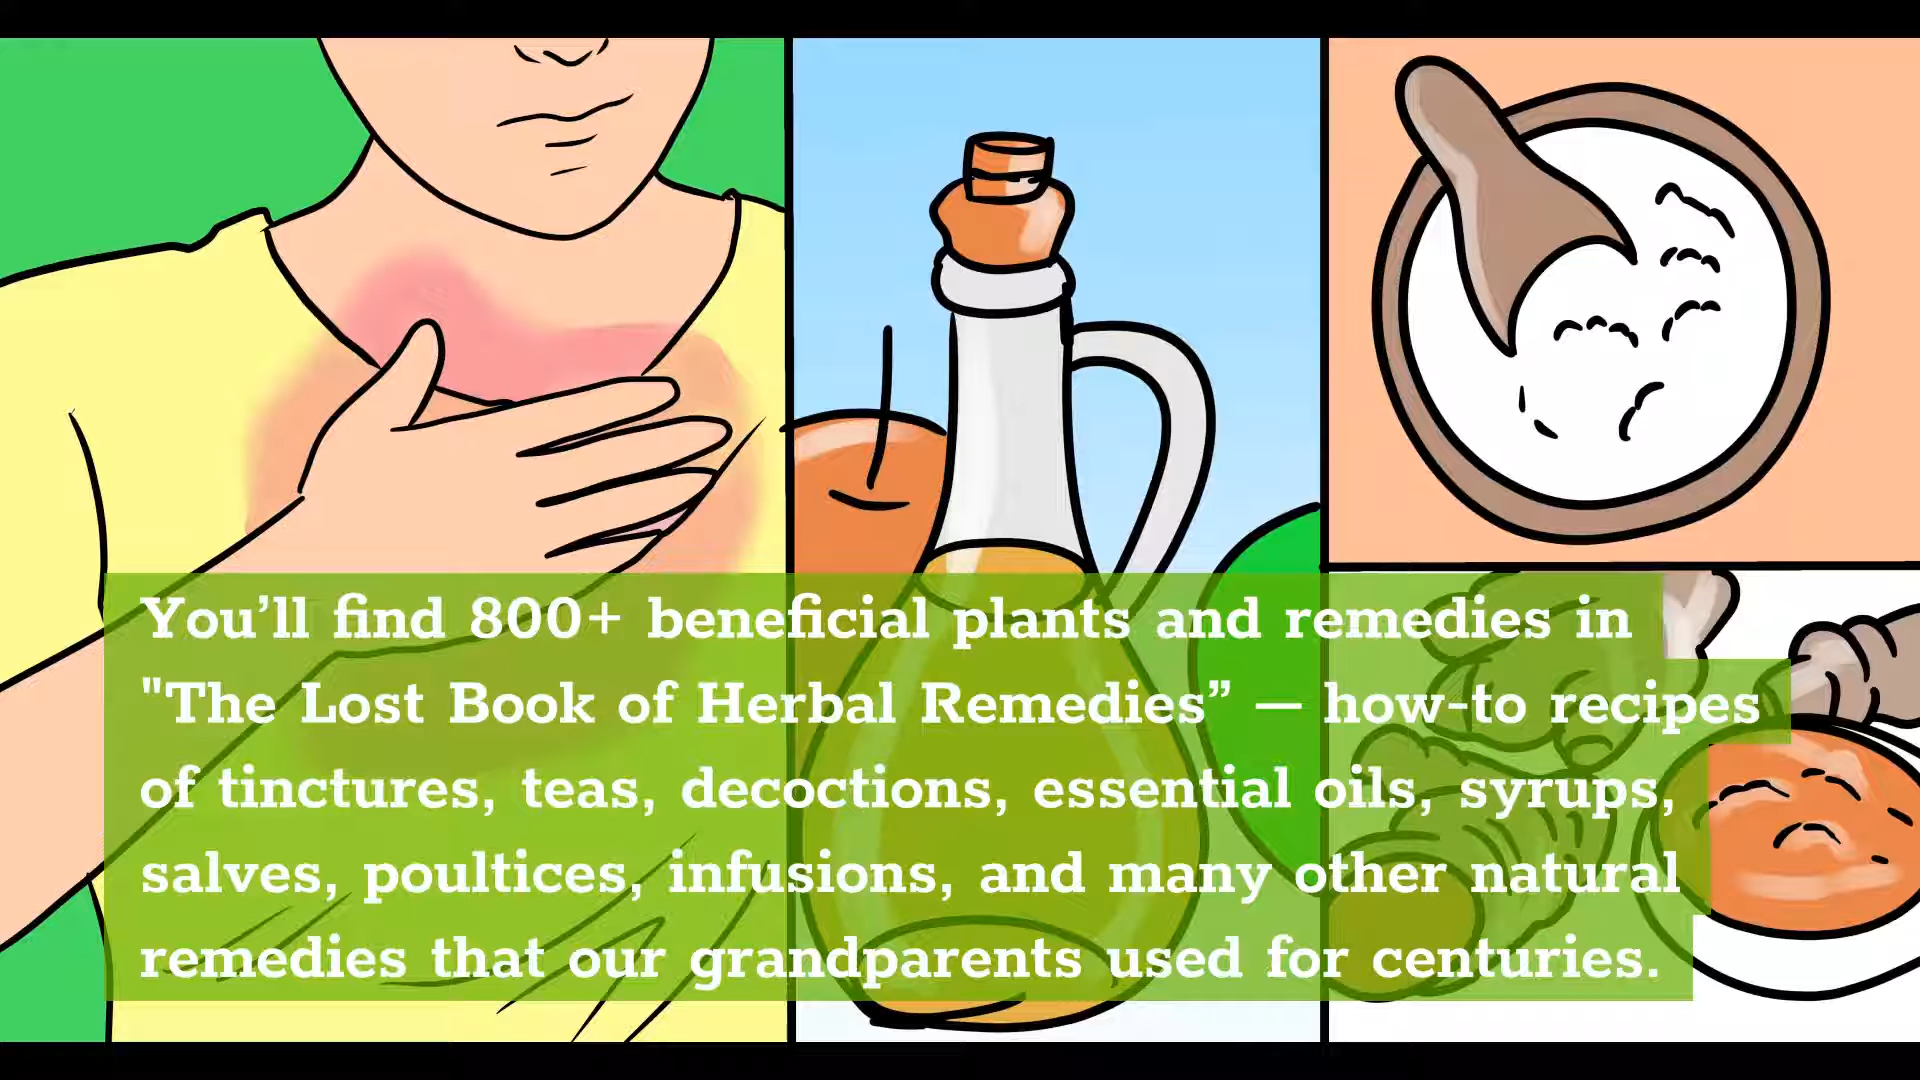 You’ll find 800+ beneficial plants and remedies in
"The Lost Book of Herbal Remedies” — how-to recipes
of tinctures, teas, decoctions, essential oils, syrups,
salves, poultices, infusions, and many other natural
remedies that our grandparents used for centuries.